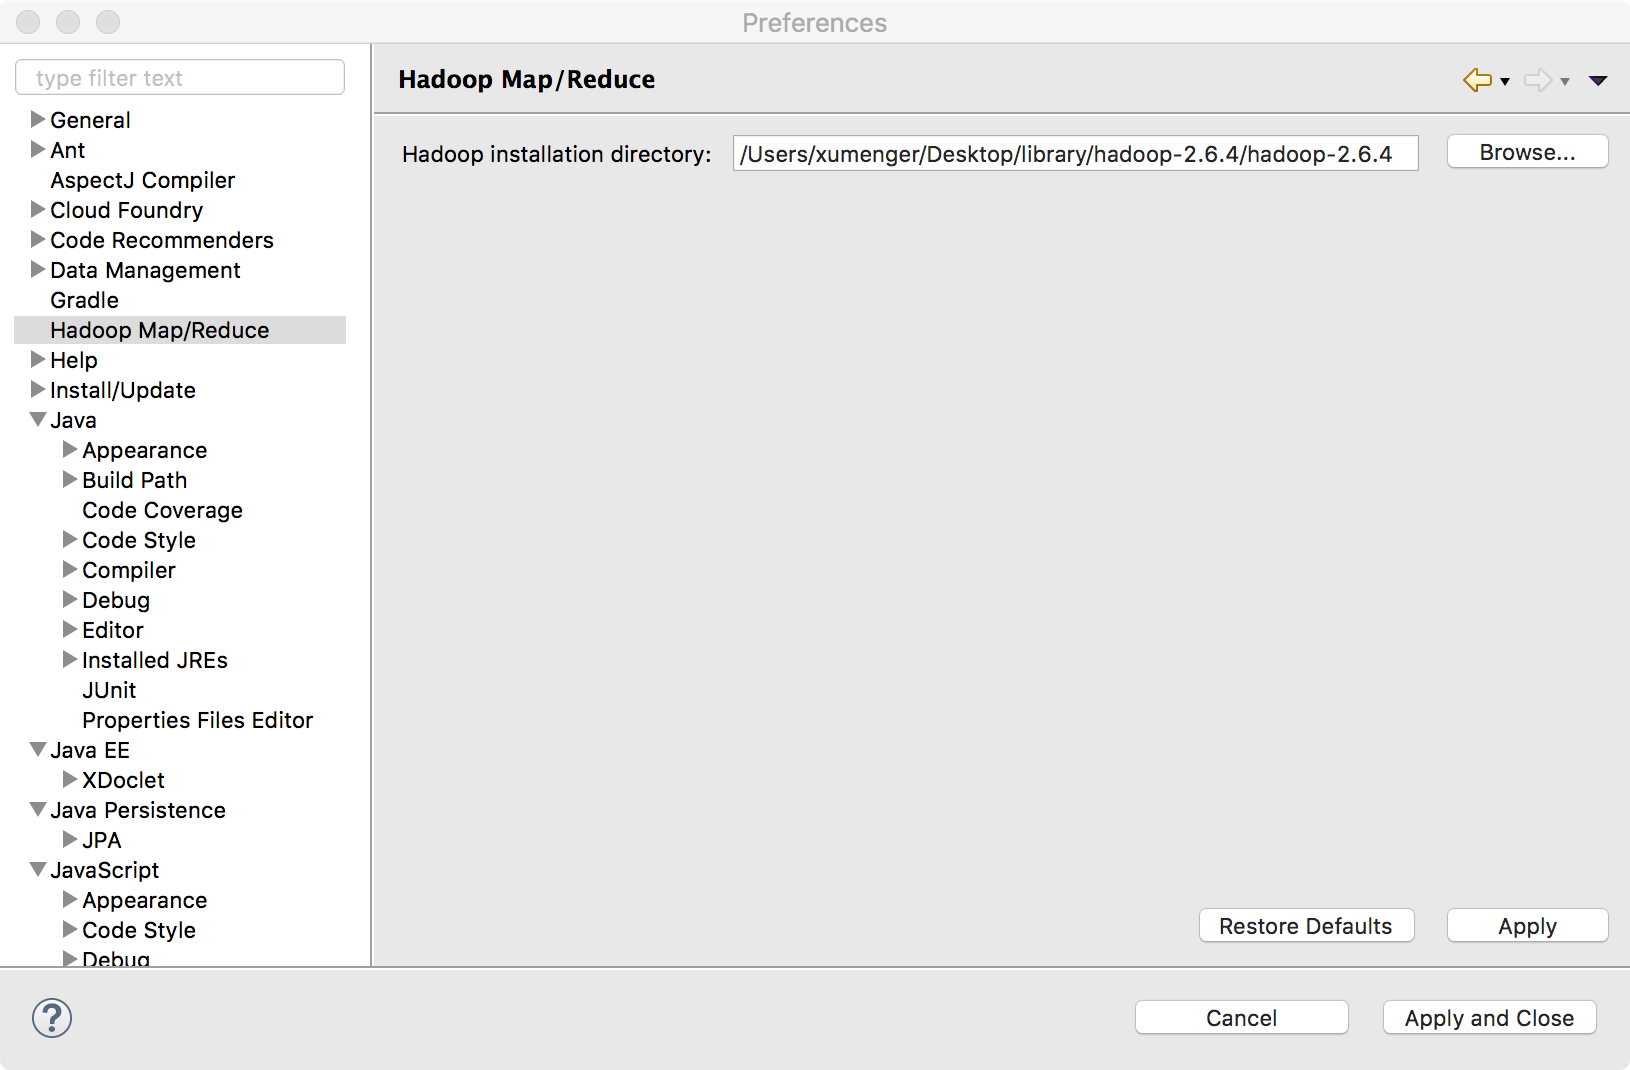 Preferences
type filter text
General
Ant
AspectJ Compiler
Cloud Foundry
Code Recommenders
Data Management
Gradle
Hadoop Map/Reduce
Help
Install/Update
Java
Appearance
Build Path
Code Coverage
Code Style
Compiler
Debug
Editor
Installed JREs
JUnit
Properties Files Editor
Java EE
XDoclet
Java Persistence
JPA
JavaScript
Appearance
Code Style
Debug
Hadoop Map/Reduce
Hadoop installation directory: /Users/xumenger/Desktop/library/hadoop-2.6.4/hadoop-2.6.4 Browse...
Restore Defaults Apply
? Cancel Apply and Close